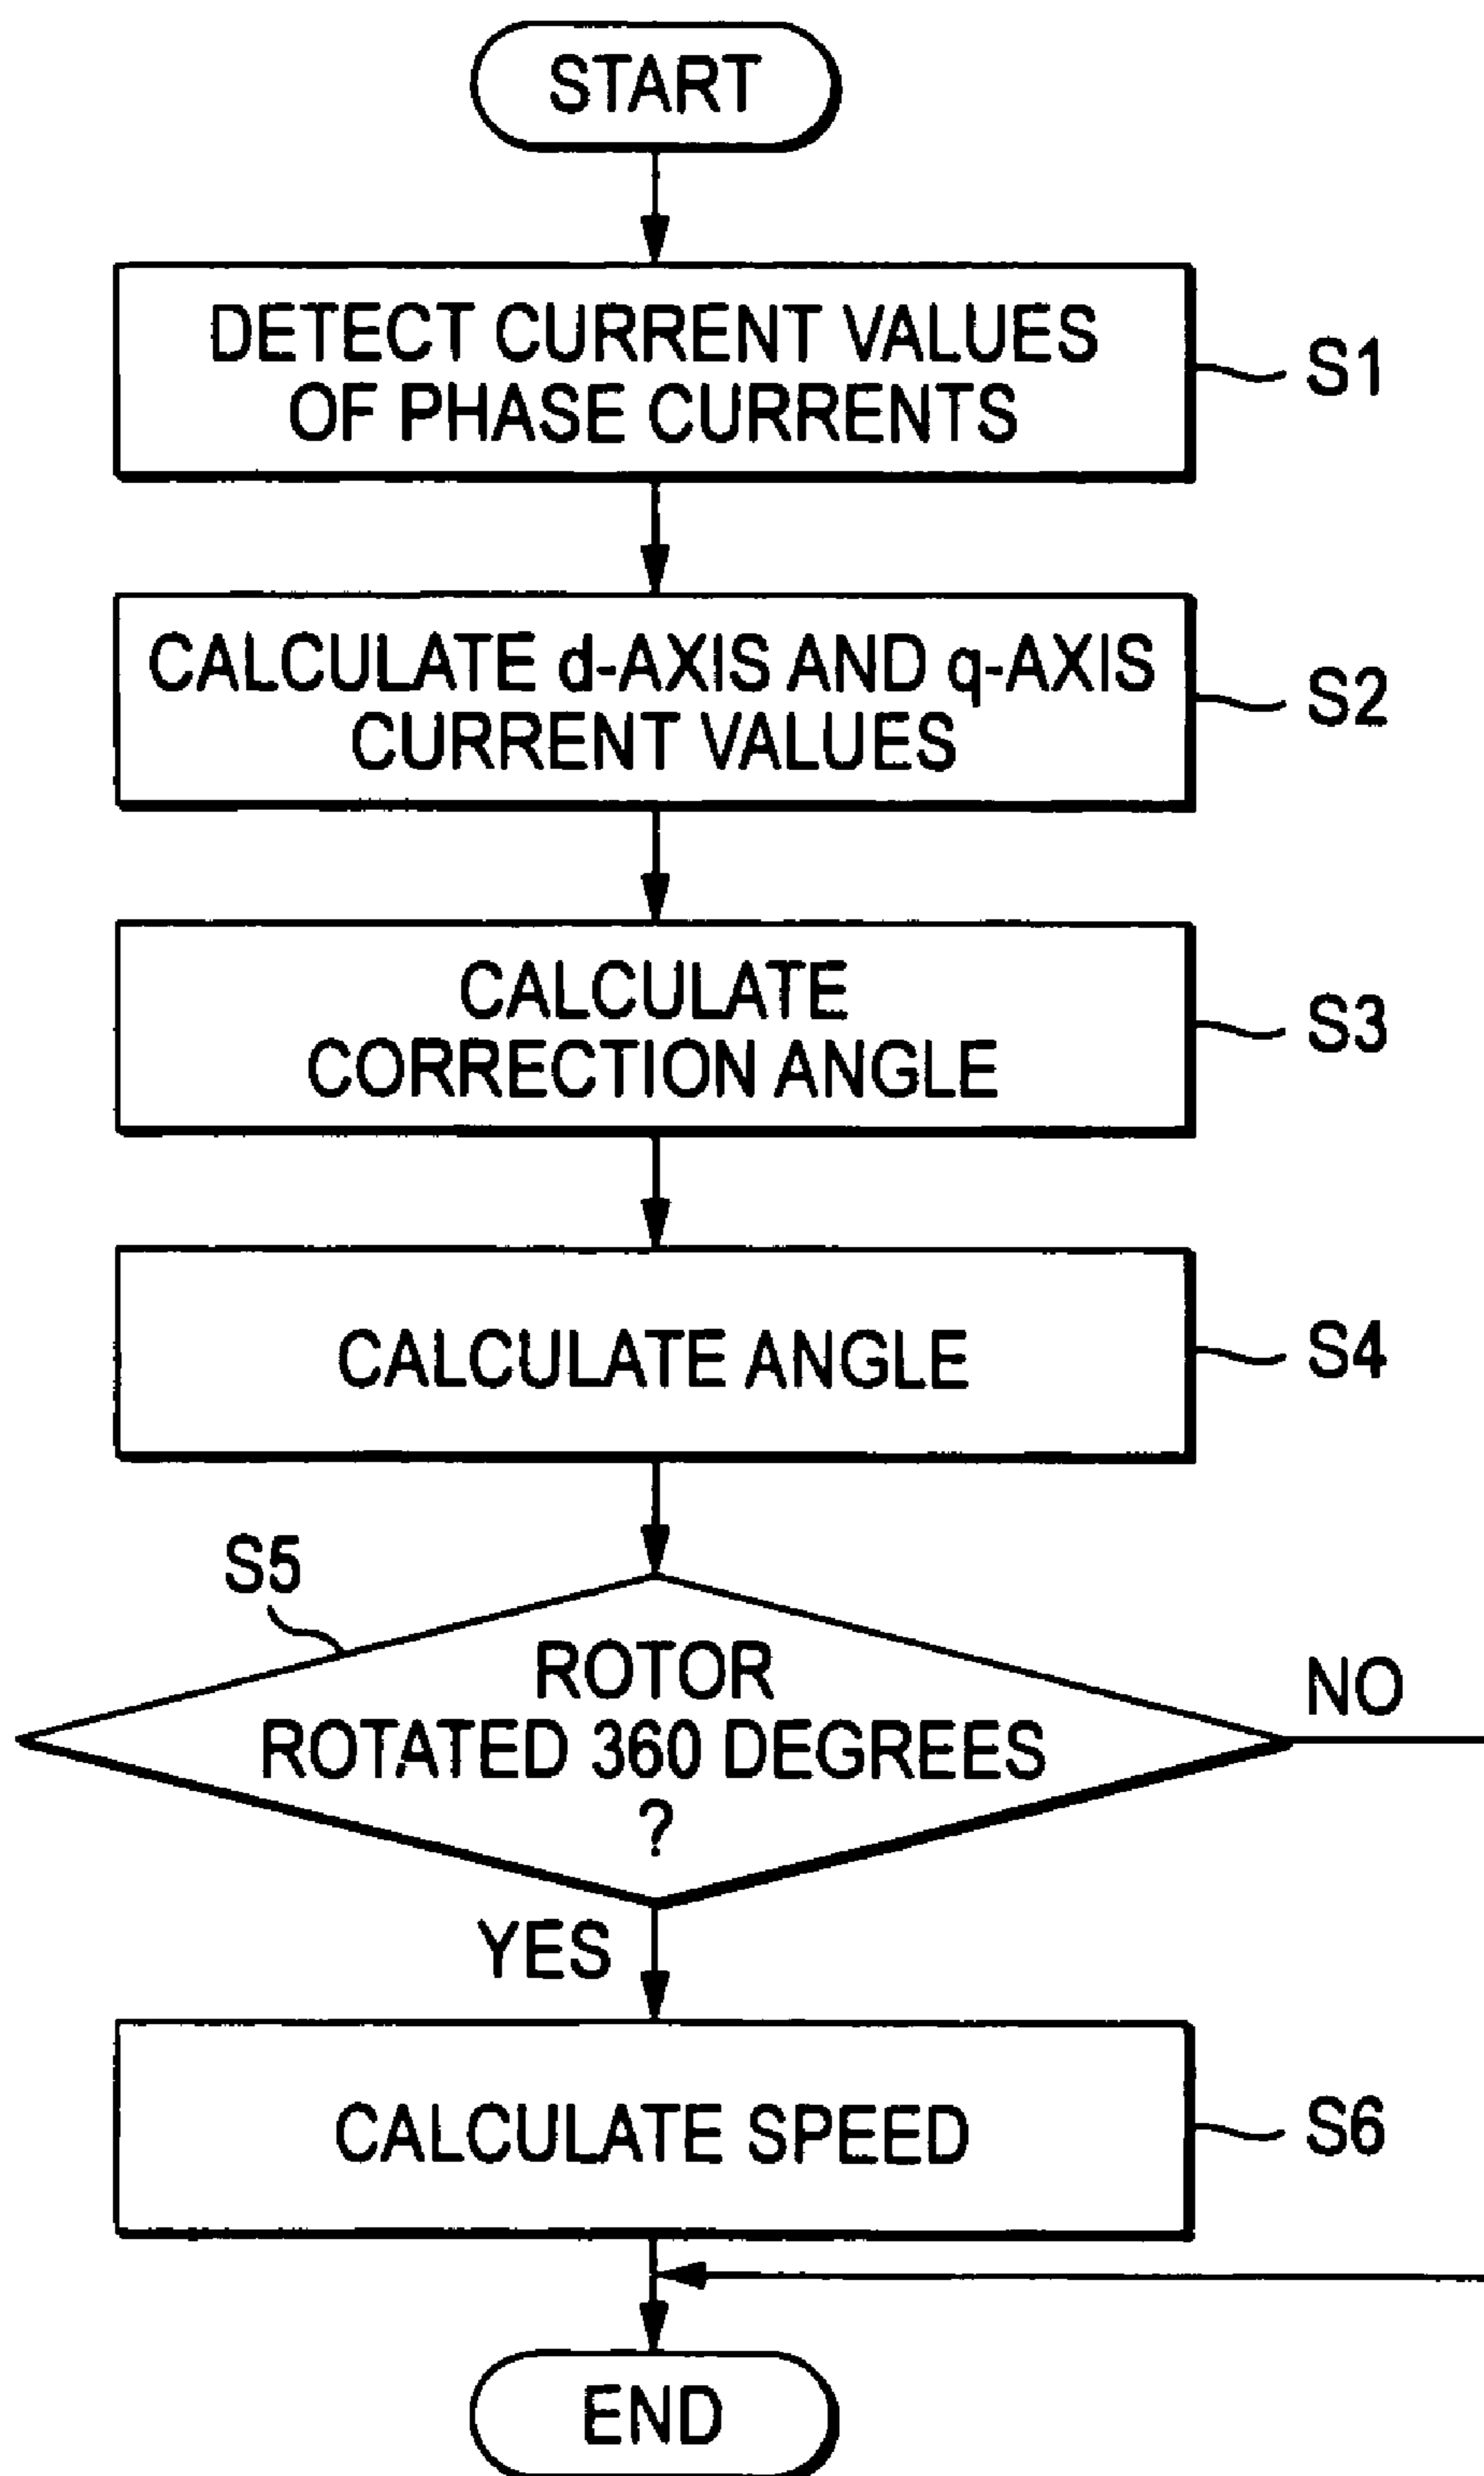 START
DETECT CURRENT VALUES
OF PHASE CURRENTS
S1
CALCULATE d-AXIS AND q-AXIS
CURRENT VALUES
S2
CALCULATE
CORRECTION ANGLE
S3
CALCULATE ANGLE
S4
S5
ROTOR
ROTATED 360 DEGREES
?
NO
YES
CALCULATE SPEED
S6
END